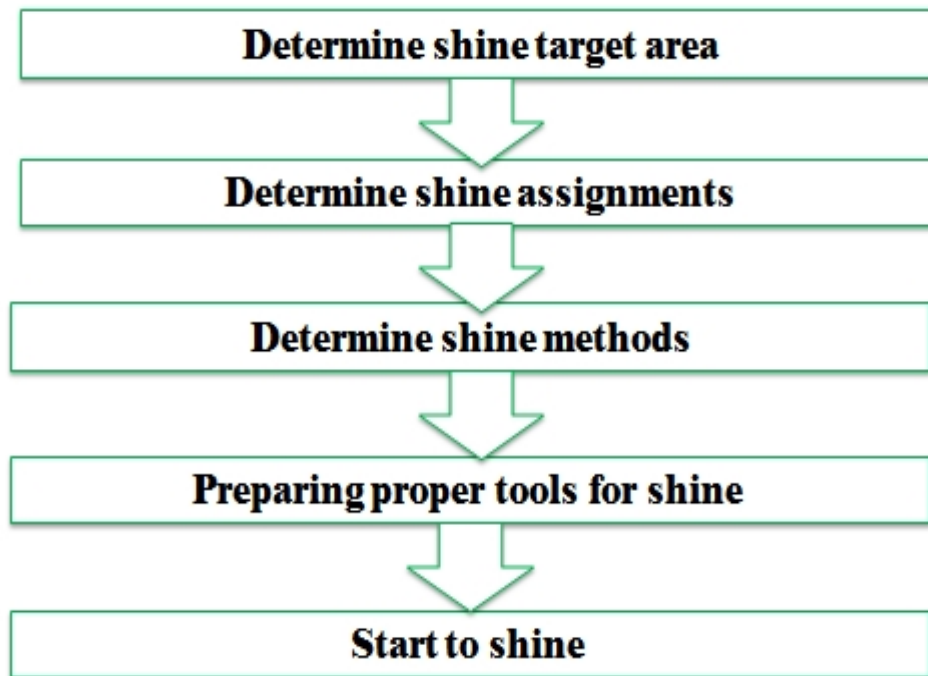 Determine shine target area
Determine shine assignments
Determine shine methods
Preparing proper tools for shine
Start to shine